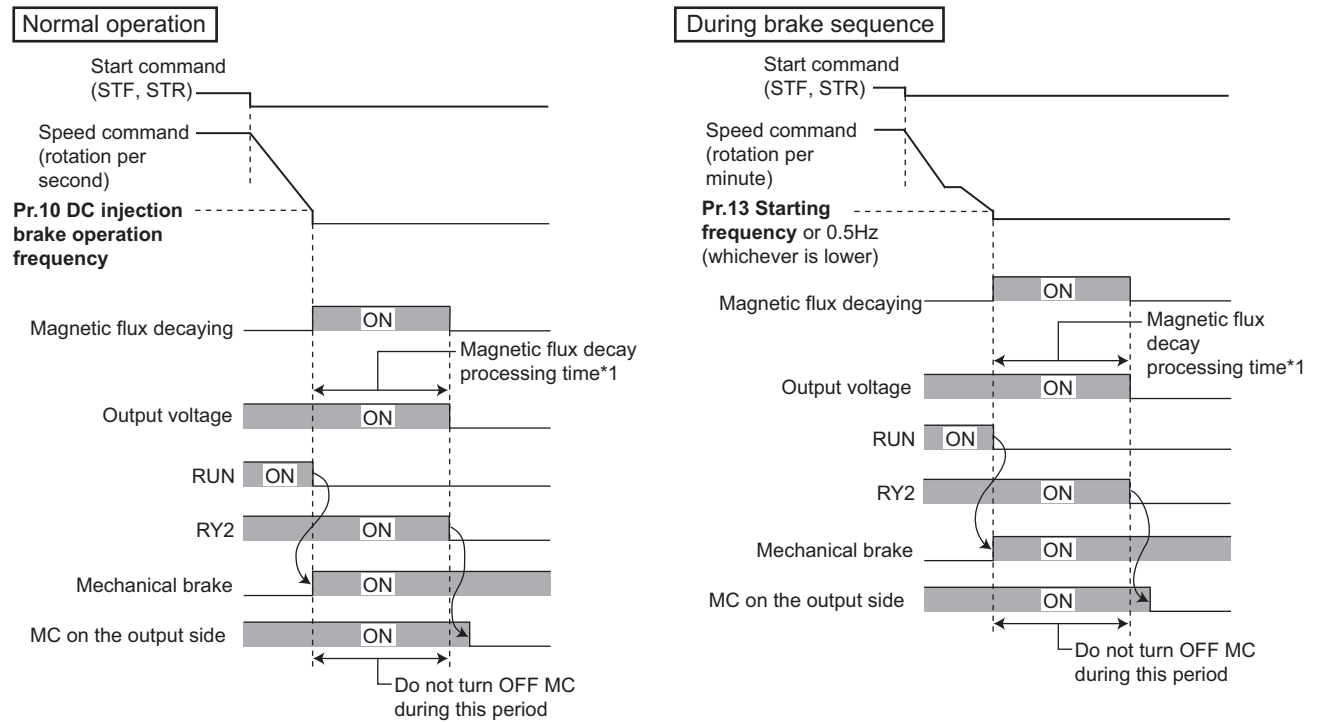 Normal operation
Start command
(STF, STR)
Speed command
(rotation per
second)
Pr.10 DC injection
brake operation
frequency
Magnetic flux decaying
ON
Magnetic flux decay
processing time*1
Output voltage
ON
RUN
ON
RY2
ON
Mechanical brake
ON
MC on the output side
ON
Do not turn OFF MC
during this period
During brake sequence
Start command
(STF, STR)
Speed command
(rotation per
minute)
Pr.13 Starting
frequency or 0.5Hz
(whichever is lower)
Magnetic flux decaying
ON
Magnetic flux
decay
processing time*1
Output voltage
ON
RUN
ON
RY2
ON
Mechanical brake
ON
MC on the output side
ON
Do not turn OFF MC
during this period